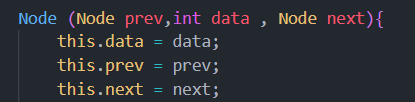 Node (Node prev,int data , Node next){
this.data = data;
this.prev = prev;
this.next = next;